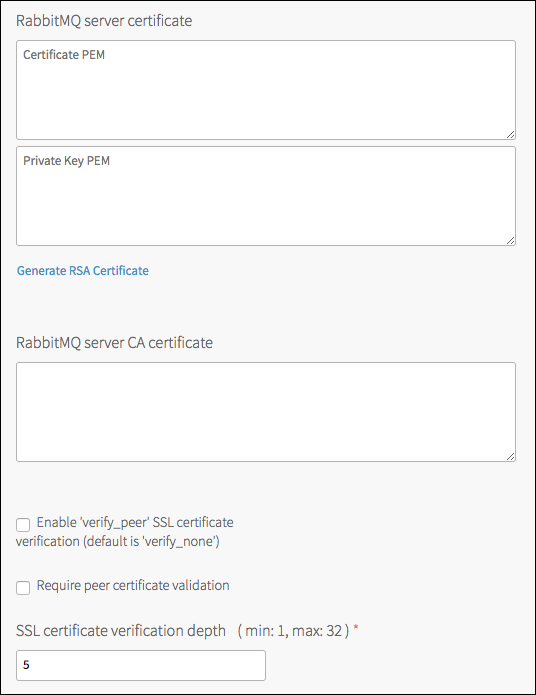 RabbitMQ server certificate
Certificate PEM
Private Key PEM
Generate RSA Certificate
RabbitMQ server CA certificate
Enable 'verify_peer' SSL certificate
verification (default is 'verify_none')
Require peer certificate validation
SSL certificate verification depth ( min: 1, max: 32 ) *
5